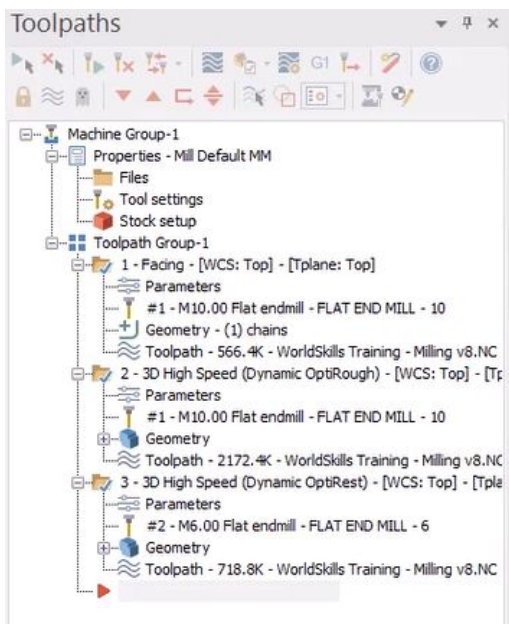 Toolpaths
G1
Machine Group-1
Properties - Mill Default MM
Files
Tool settings
Stock setup
Toolpath Group-1
1 - Facing - [WCS: Top] - [Tplane: Top]
Parameters
#1 - M10.00 Flat endmill - FLAT END MILL - 10
Geometry - (1) chains
Toolpath - 566.4K - WorldSkills Training - Milling v8.NC
2 - 3D High Speed (Dynamic OptiRough) - [WCS: Top] - [Tp
Parameters
#1 - M10.00 Flat endmill - FLAT END MILL - 10
Geometry
Toolpath - 2172.4K - WorldSkills Training - Milling v8.NC
3 - 3D High Speed (Dynamic OptiRest) - [WCS: Top] - [Tpla
Parameters
#2 - M6.00 Flat endmill - FLAT END MILL - 6
Geometry
Toolpath - 718.8K - WorldSkills Training - Milling v8.NC